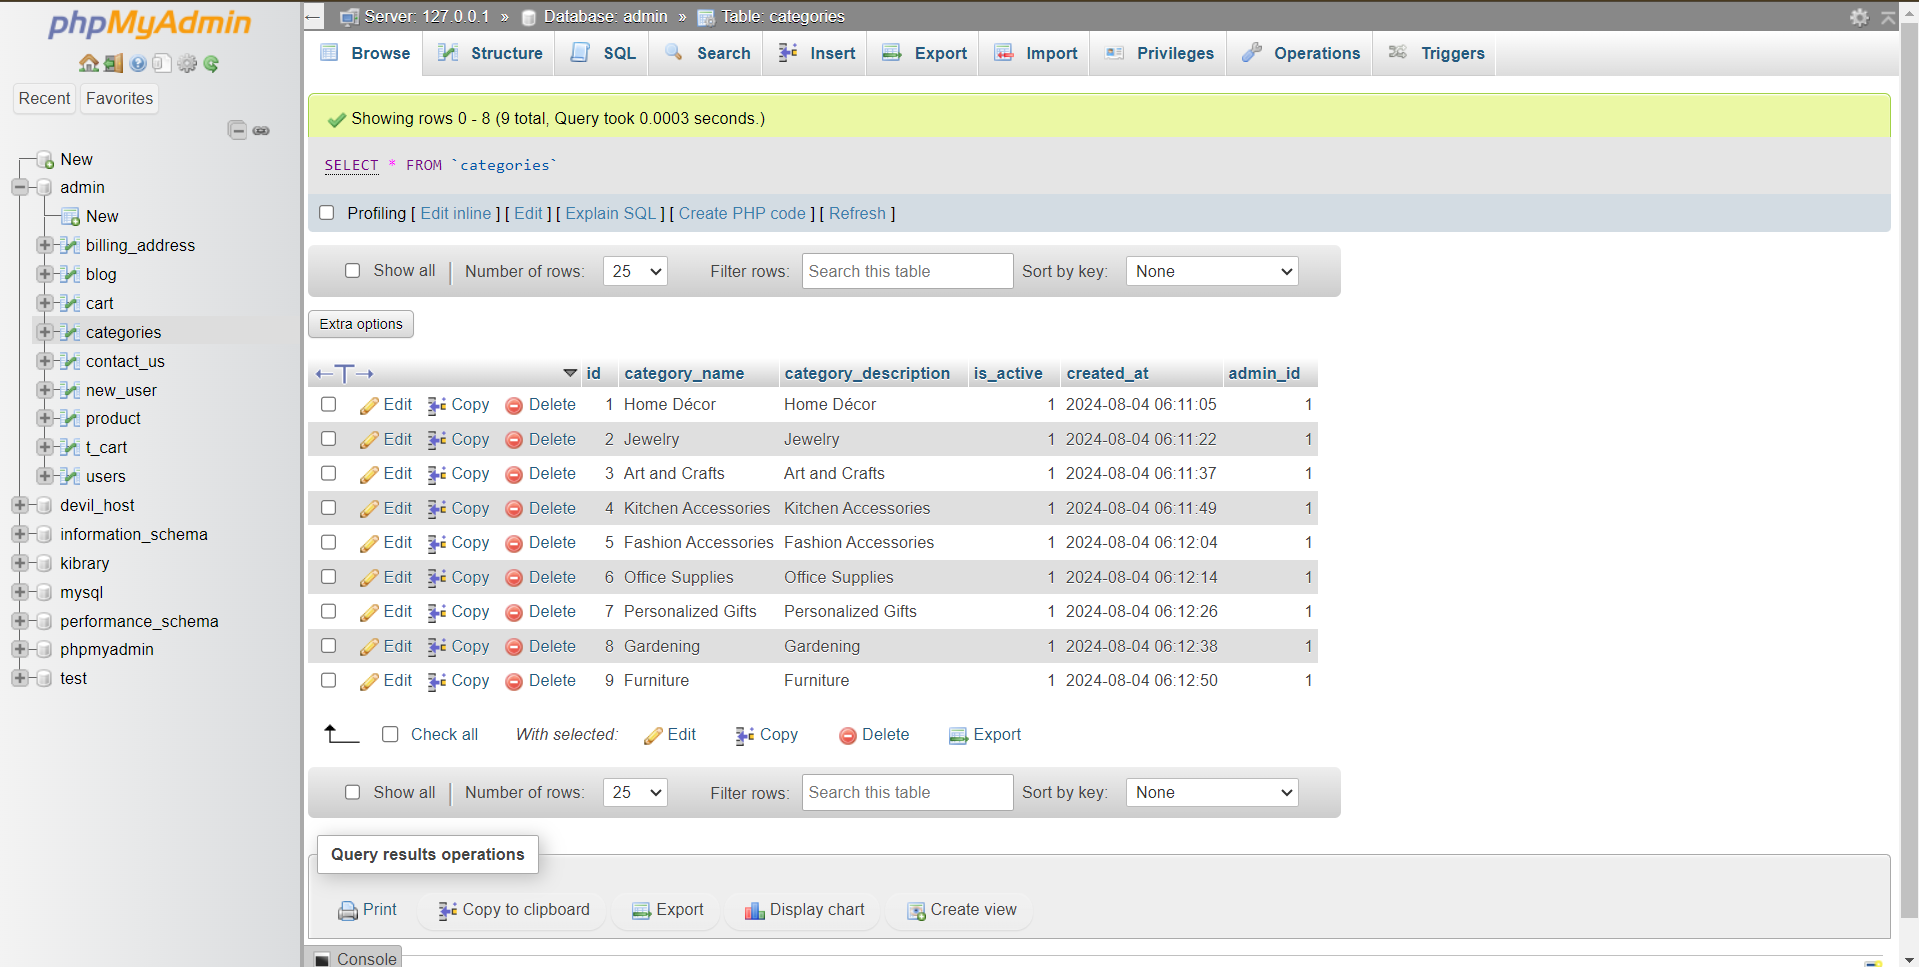 phpMyAdmin
Recent Favorites
New
admin
New
billing_address
blog
cart
categories
contact_us
new_user
product
t_cart
users
devil_host
information_schema
kibrary
mysql
performance_schema
phpmyadmin
test
Server: 127.0.0.1 » Database: admin » Table: categories
Browse Structure SQL Search Insert Export Import Privileges Operations Triggers
Showing rows 0 - 8 (9 total, Query took 0.0003 seconds.)
SELECT * FROM `categories`
Profiling [ Edit inline ] [ Edit ] [ Explain SQL ] [ Create PHP code ] [ Refresh ]
Show all Number of rows: 25 Filter rows: Search this table Sort by key: None
Extra options
id category_name category_description is_active created_at admin_id
Edit Copy Delete 1 Home Décor Home Décor 1 2024-08-04 06:11:05 1
Edit Copy Delete 2 Jewelry Jewelry 1 2024-08-04 06:11:22 1
Edit Copy Delete 3 Art and Crafts Art and Crafts 1 2024-08-04 06:11:37 1
Edit Copy Delete 4 Kitchen Accessories Kitchen Accessories 1 2024-08-04 06:11:49 1
Edit Copy Delete 5 Fashion Accessories Fashion Accessories 1 2024-08-04 06:12:04 1
Edit Copy Delete 6 Office Supplies Office Supplies 1 2024-08-04 06:12:14 1
Edit Copy Delete 7 Personalized Gifts Personalized Gifts 1 2024-08-04 06:12:26 1
Edit Copy Delete 8 Gardening Gardening 1 2024-08-04 06:12:38 1
Edit Copy Delete 9 Furniture Furniture 1 2024-08-04 06:12:50 1
Check all With selected: Edit Copy Delete Export
Show all Number of rows: 25 Filter rows: Search this table Sort by key: None
Query results operations
Print Copy to clipboard Export Display chart Create view
Console